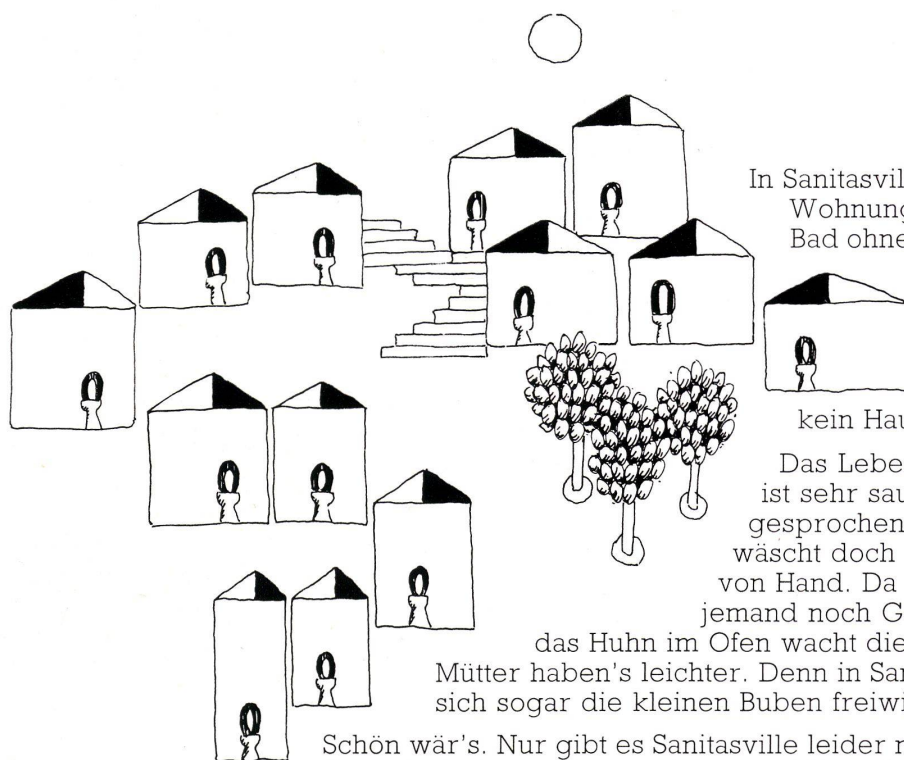 In Sanitasvil
Wohnung
Bad ohne
kein Hau
Das Lebe
ist sehr sau
gesprochen
wäscht doch
von Hand. Da
jemand noch G
das Huhn im Ofen wacht die
Mütter haben's leichter. Denn in San
sich sogar die kleinen Buben freiwi
Schön wär's. Nur gibt es Sanitasville leider n